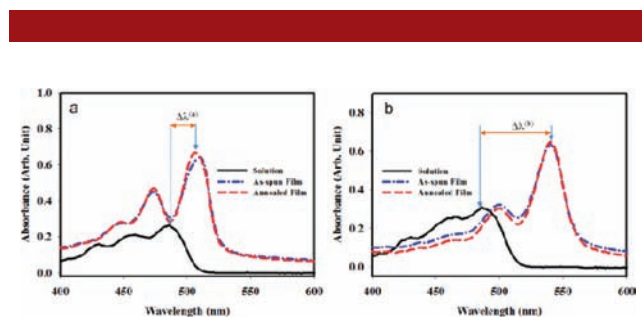 a
Δλ(a)
Solution
As-spun Film
Annealed Film
Absorbance (Arb. Unit)
1.0
0.8
0.6
0.4
0.2
0.0
400 450 500 550 600
Wavelength (nm)
b
Δλ(b)
Solution
As-spun Film
Annealed Film
Absorbance (Arb. Unit)
0.8
0.6
0.4
0.2
0.0
400 450 500 550 600
Wavelength (nm)